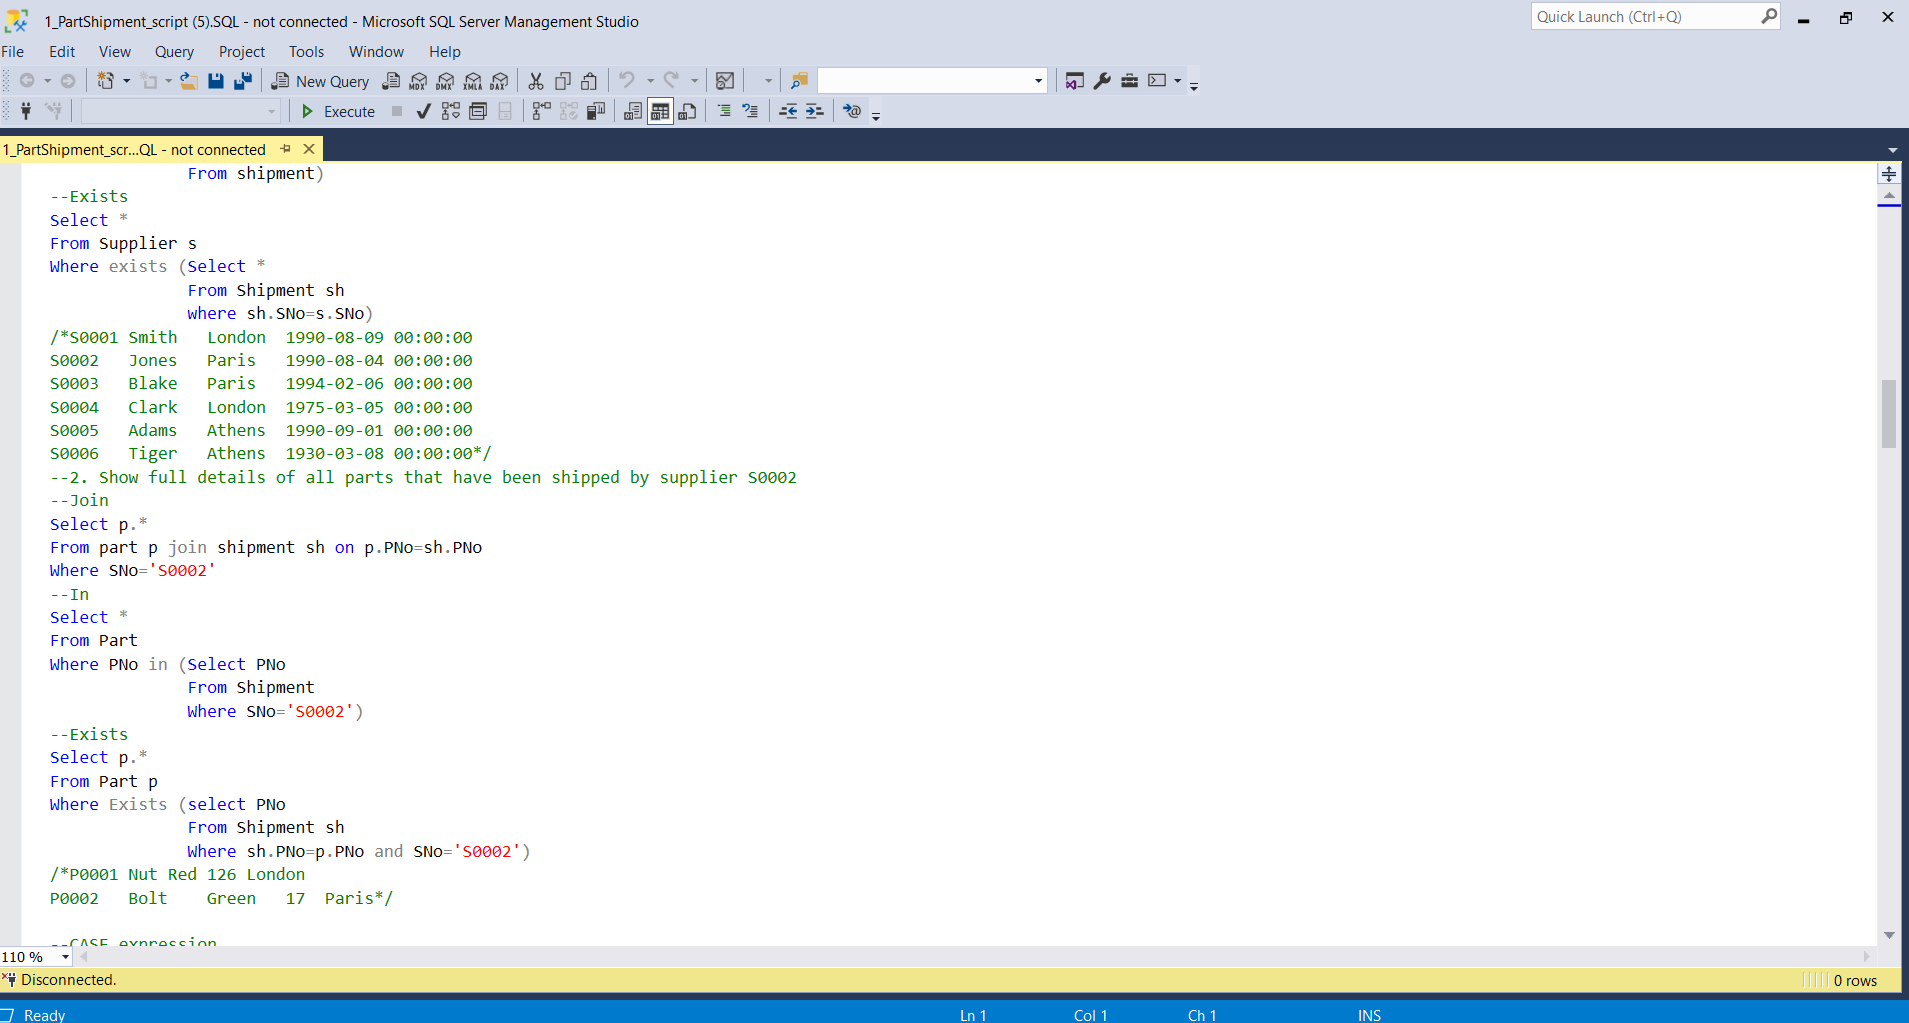 1_PartShipment_script (5).SQL - not connected - Microsoft SQL Server Management Studio
Quick Launch (Ctrl+Q)
File Edit View Query Project Tools Window Help
New Query MDX DMX XMLA DAX
Execute
1_PartShipment_scr...QL - not connected
From shipment)
--Exists
Select *
From Supplier s
Where exists (Select *
From Shipment sh
where sh.SNo=s.SNo)
/*S0001 Smith London 1990-08-09 00:00:00
S0002 Jones Paris 1990-08-04 00:00:00
S0003 Blake Paris 1994-02-06 00:00:00
S0004 Clark London 1975-03-05 00:00:00
S0005 Adams Athens 1990-09-01 00:00:00
S0006 Tiger Athens 1930-03-08 00:00:00*/
--2. Show full details of all parts that have been shipped by supplier S0002
--Join
Select p.*
From part p join shipment sh on p.PNo=sh.PNo
Where SNo='S0002'
--In
Select *
From Part
Where PNo in (Select PNo
From Shipment
Where SNo='S0002')
--Exists
Select p.*
From Part p
Where Exists (select PNo
From Shipment sh
Where sh.PNo=p.PNo and SNo='S0002')
/*P0001 Nut Red 126 London
P0002 Bolt Green 17 Paris*/
--CASE expression
110 %
Disconnected. 0 rows
Ready Ln 1 Col 1 Ch 1 INS